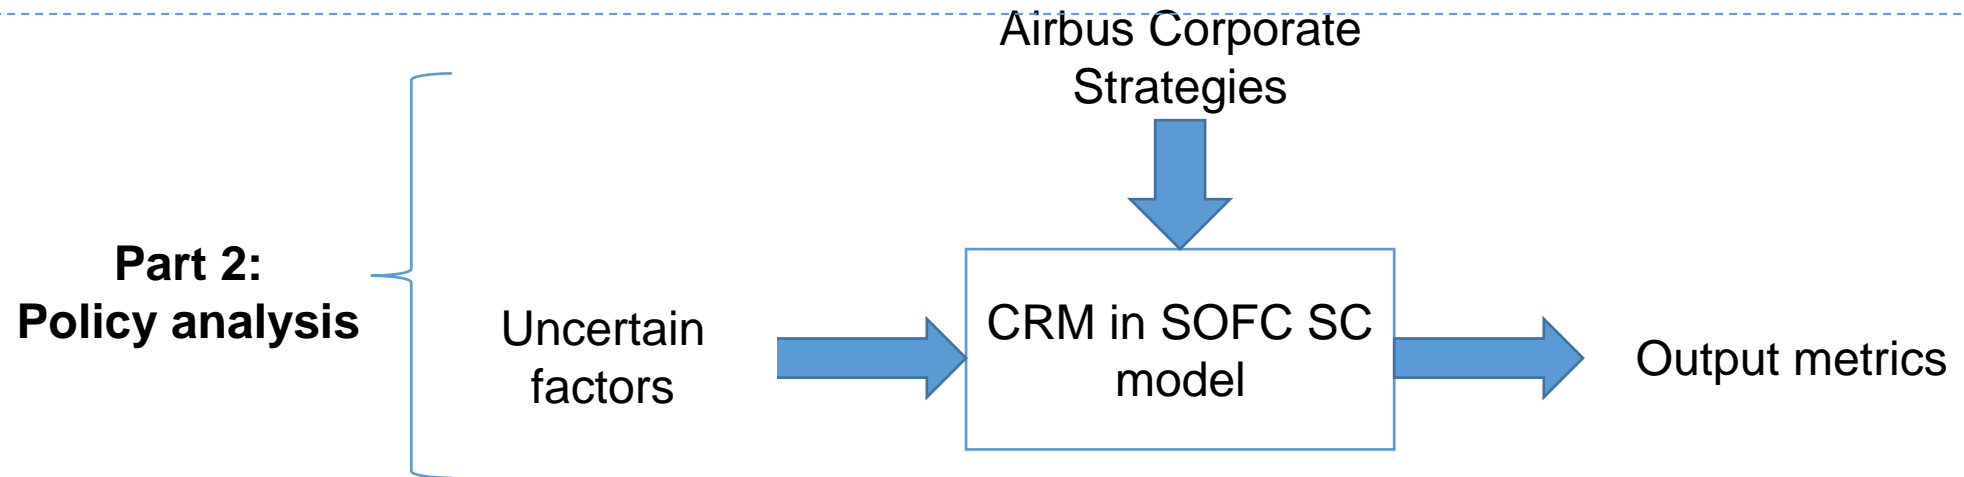 Airbus Corporate
Strategies
Part 2:
Policy analysis
Uncertain
factors
CRM in SOFC SC
model
Output metrics